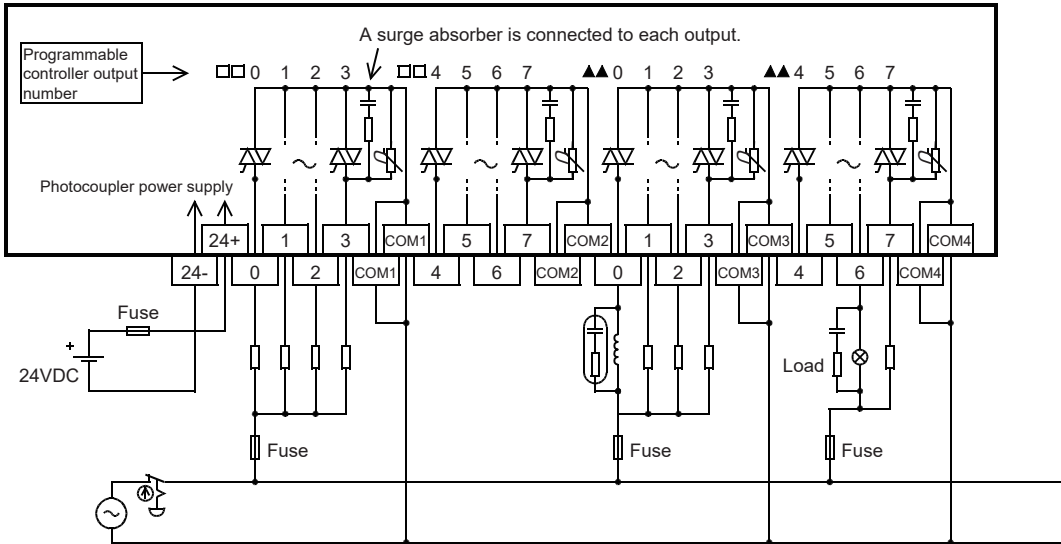 A surge absorber is connected to each output.
Programmable
controller output
number
□□ 0 1 2 3 □□ 4 5 6 7 ▲▲ 0 1 2 3 ▲▲ 4 5 6 7
Photocoupler power supply
24+ 1 3 COM1 5 7 COM2 1 3 COM3 5 7 COM4
24- 0 2 COM1 4 6 COM2 0 2 COM3 4 6 COM4
Fuse
+
24VDC
Load
Fuse Fuse Fuse